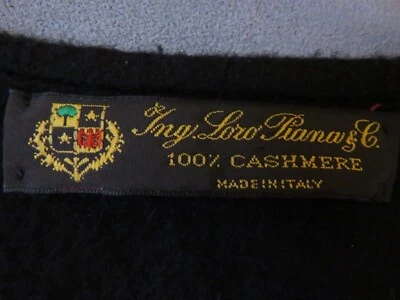 Ing. Loro Piana & C.
100% CASHMERE
MADE IN ITALY